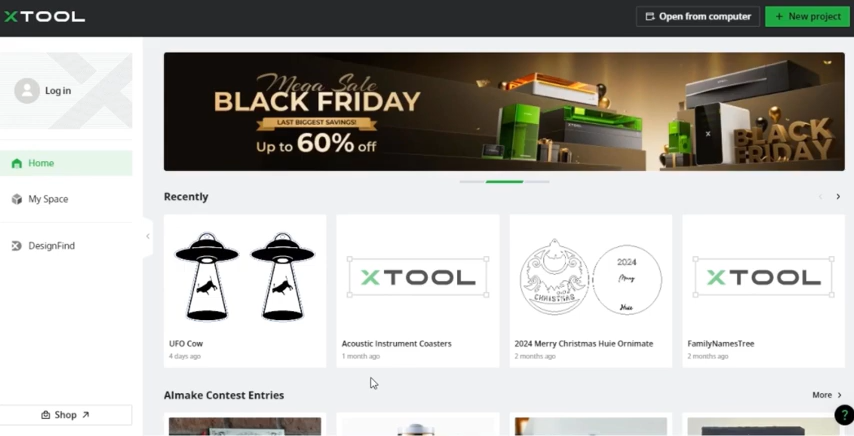 XTOOL
Open from computer
+ New project
Log in
Mega Sale
BLACK FRIDAY
LAST BIGGEST SAVINGS!
Up to 60% off
BLACK
FRIDAY
Home
My Space
DesignFind
Recently
XTOOL
CHRISTMAS
2024
XTOOL
UFO Cow
4 days ago
Acoustic Instrument Coasters
1 month ago
2024 Merry Christmas Huie Ornimate
2 months ago
FamilyNamesTree
2 months ago
AImake Contest Entries
More
Shop
?